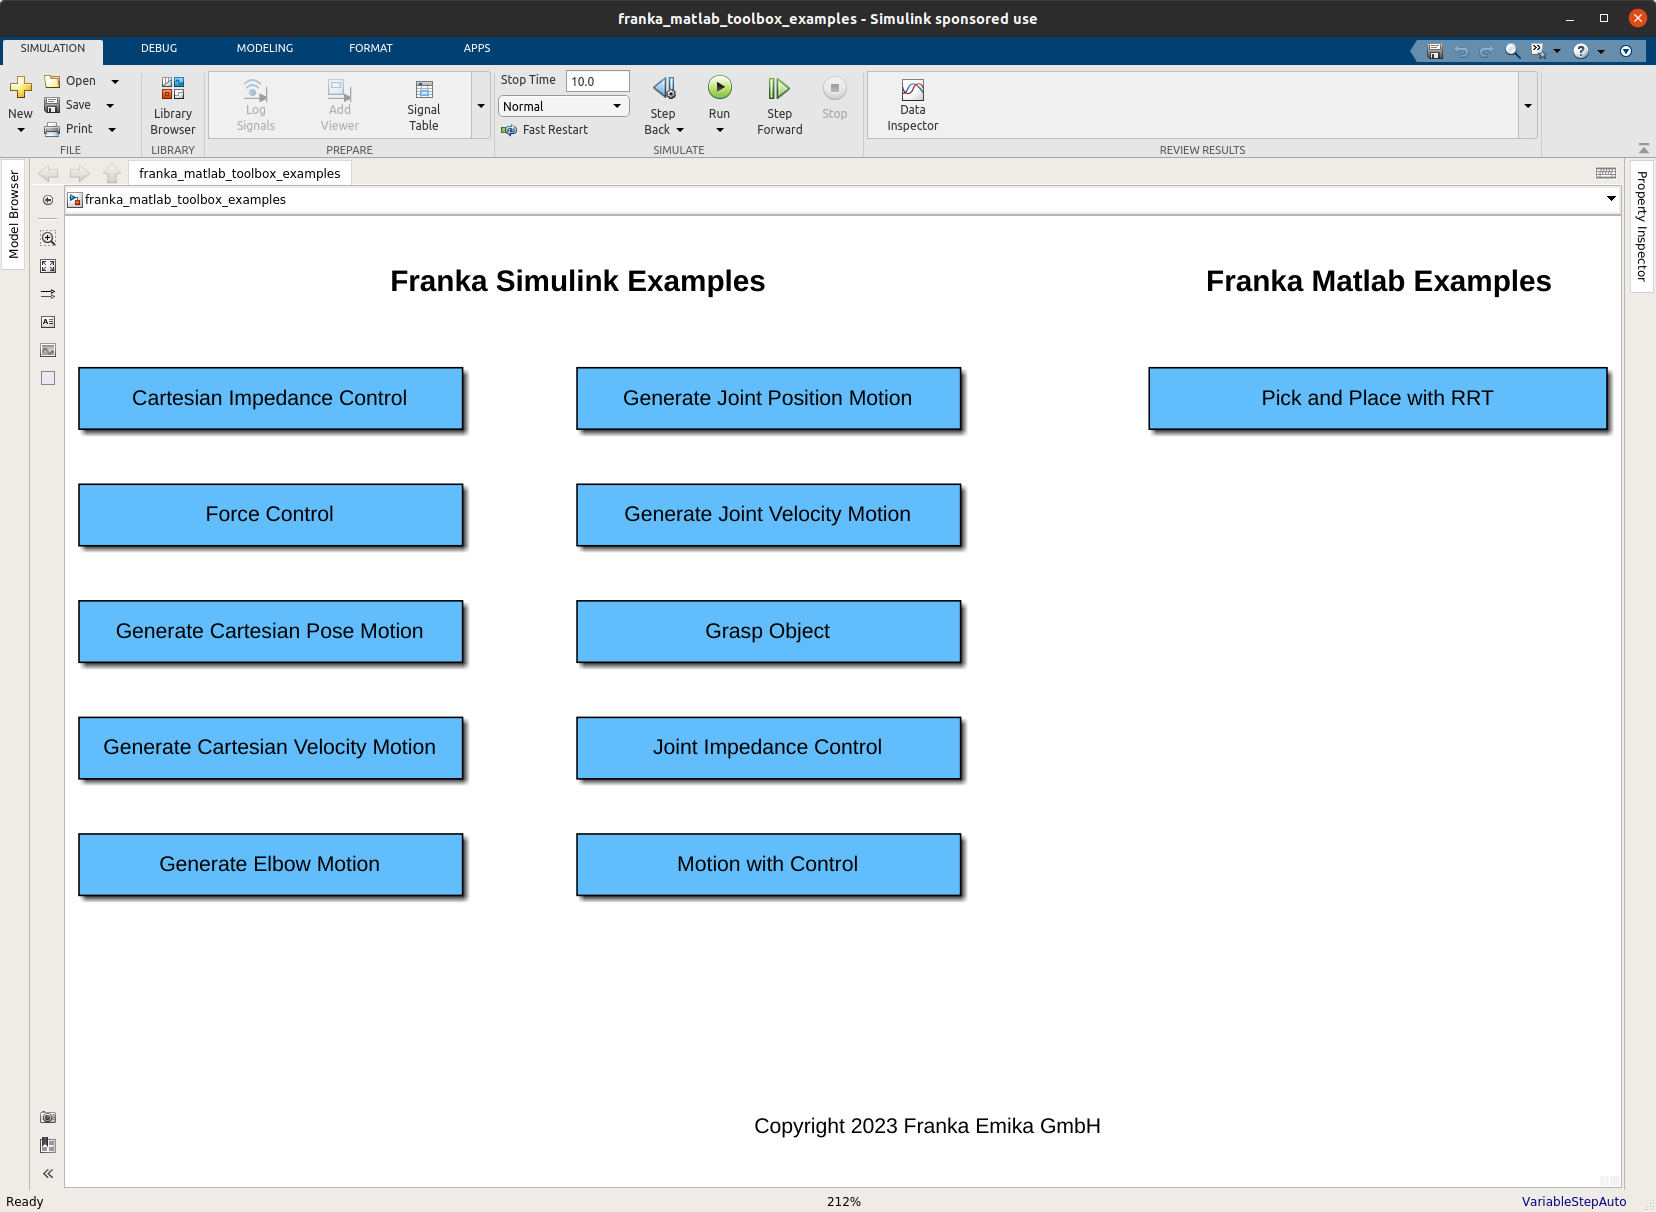 franka_matlab_toolbox_examples - Simulink sponsored use
SIMULATION DEBUG MODELING FORMAT APPS
New
Open
Save
Print
FILE
Library
Browser
LIBRARY
Log
Signals
Add
Viewer
Signal
Table
PREPARE
Stop Time 10.0
Normal
Fast Restart
Step
Back
Run
Step
Forward
Stop
SIMULATE
Data
Inspector
REVIEW RESULTS
Model Browser
franka_matlab_toolbox_examples
franka_matlab_toolbox_examples
Property Inspector
Franka Simulink Examples
Franka Matlab Examples
Cartesian Impedance Control
Generate Joint Position Motion
Pick and Place with RRT
Force Control
Generate Joint Velocity Motion
Generate Cartesian Pose Motion
Grasp Object
Generate Cartesian Velocity Motion
Joint Impedance Control
Generate Elbow Motion
Motion with Control
Copyright 2023 Franka Emika GmbH
Ready
212%
VariableStepAuto